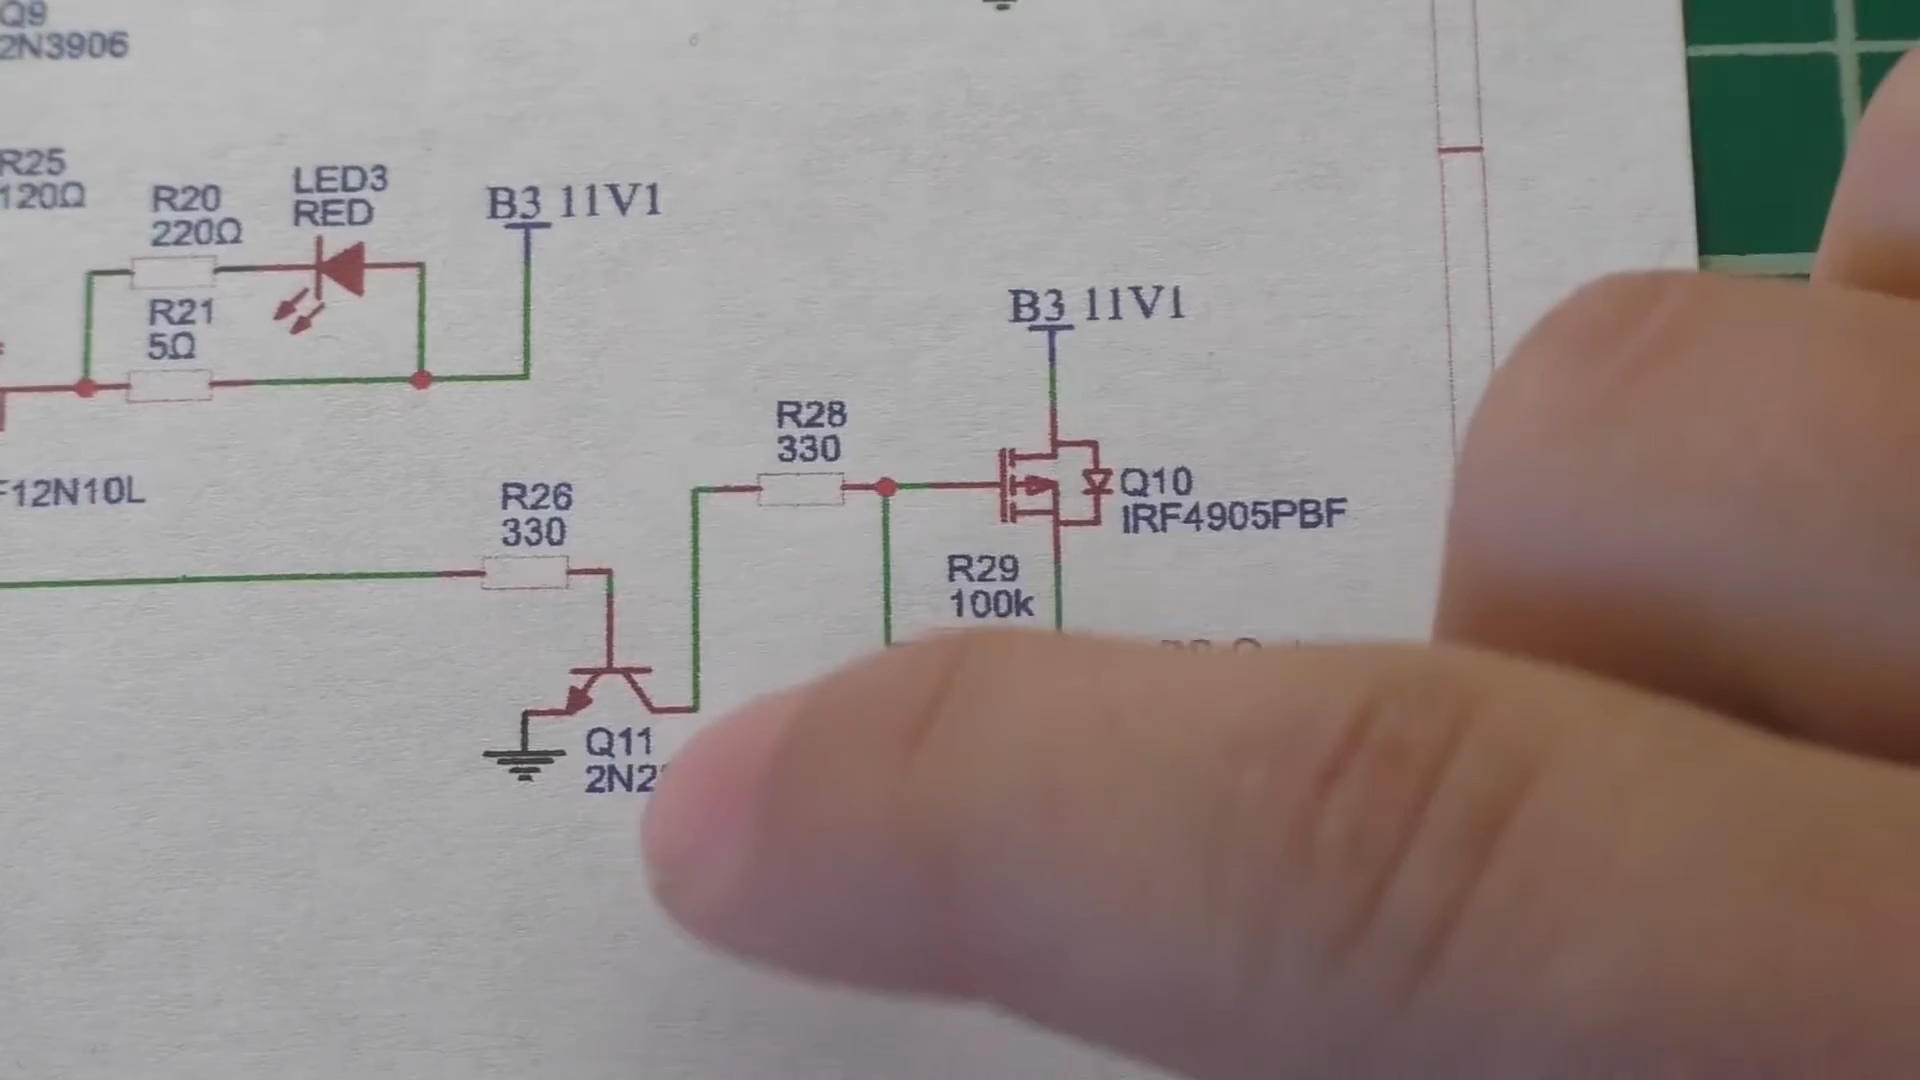 Q9
2N3906
R25
120Ω
R20
220Ω
LED3
RED
B3 11V1
R21
5Ω
B3 11V1
R28
330
F12N10L
R26
330
Q10
IRF4905PBF
R29
100k
Q11